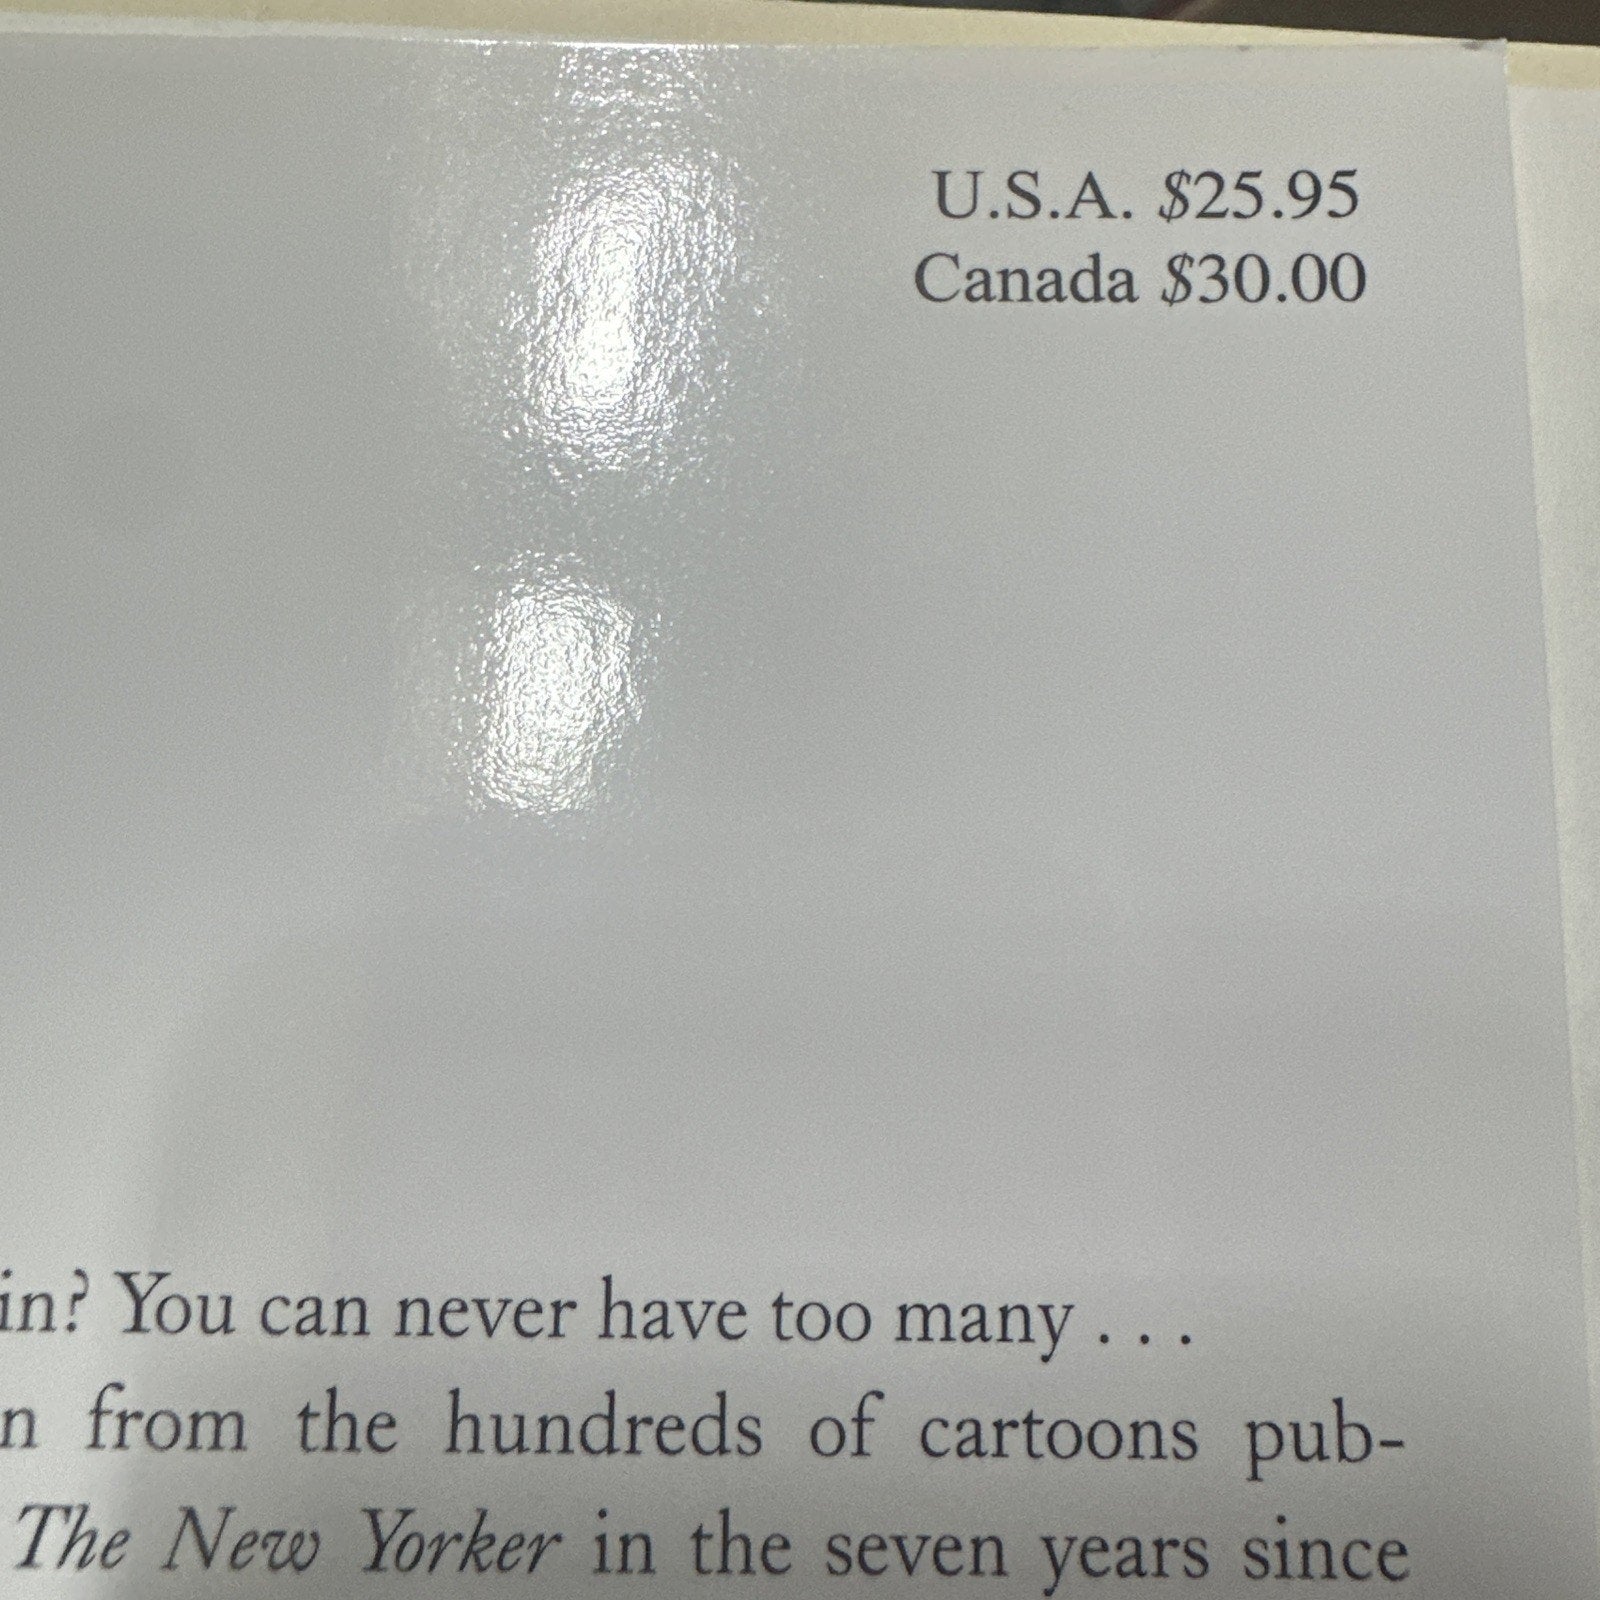 U.S.A. $25.95
Canada $30.00
in? You can never have too many . . .
n from the hundreds of cartoons pub-
The New Yorker in the seven years since